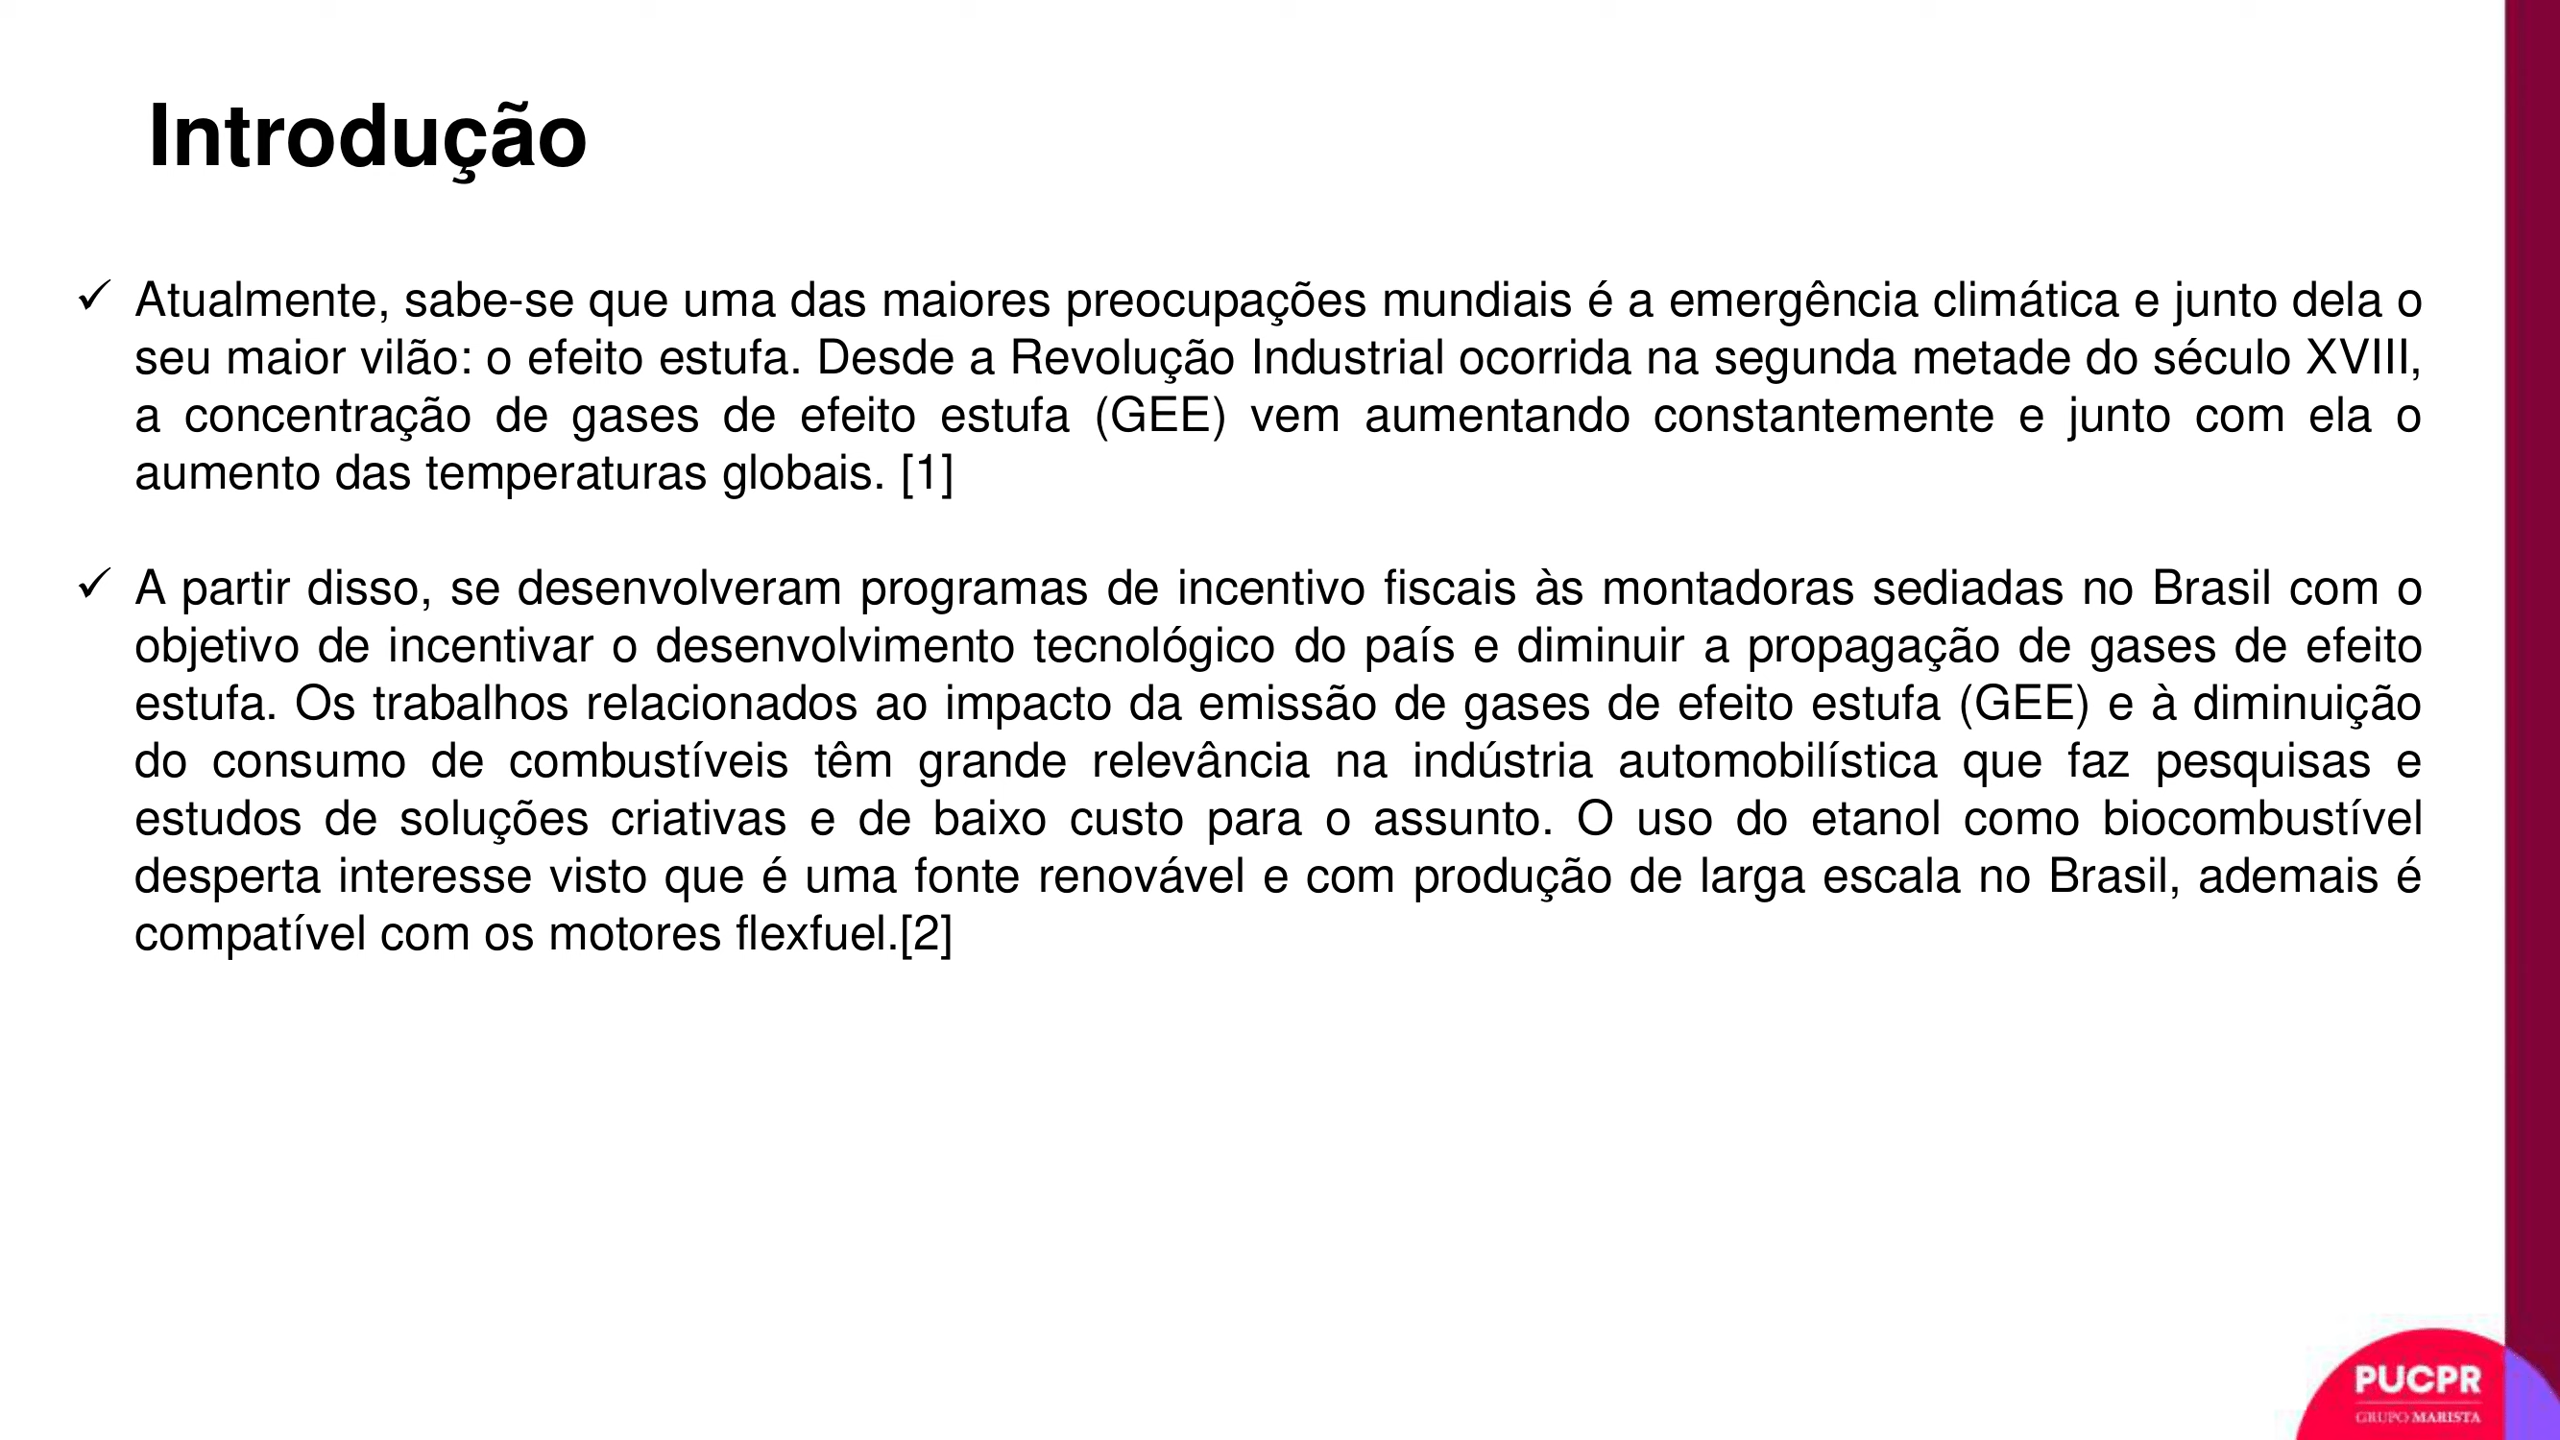 Introdução
✓ Atualmente, sabe-se que uma das maiores preocupações mundiais é a emergência climática e junto dela o
seu maior vilão: o efeito estufa. Desde a Revolução Industrial ocorrida na segunda metade do século XVIII,
a concentração de gases de efeito estufa (GEE) vem aumentando constantemente e junto com ela o
aumento das temperaturas globais. [1]
✓ A partir disso, se desenvolveram programas de incentivo fiscais às montadoras sediadas no Brasil com o
objetivo de incentivar o desenvolvimento tecnológico do país e diminuir a propagação de gases de efeito
estufa. Os trabalhos relacionados ao impacto da emissão de gases de efeito estufa (GEE) e à diminuição
do consumo de combustíveis têm grande relevância na indústria automobilística que faz pesquisas e
estudos de soluções criativas e de baixo custo para o assunto. O uso do etanol como biocombustível
desperta interesse visto que é uma fonte renovável e com produção de larga escala no Brasil, ademais é
compatível com os motores flexfuel.[2]
PUCPR
GRUPO MARISTA